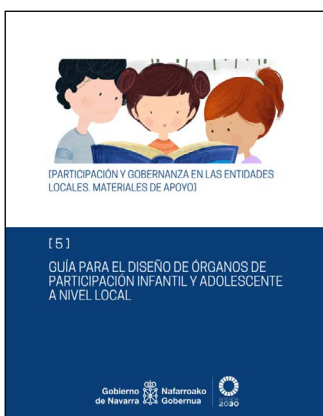 [PARTICIPACIÓN Y GOBERNANZA EN LAS ENTIDADES
LOCALES. MATERIALES DE APOYO]
[5]
GUÍA PARA EL DISEÑO DE ÓRGANOS DE
PARTICIPACIÓN INFANTIL Y ADOLESCENTE
A NIVEL LOCAL
Gobierno de Navarra
Nafarroako Gobernua
2030